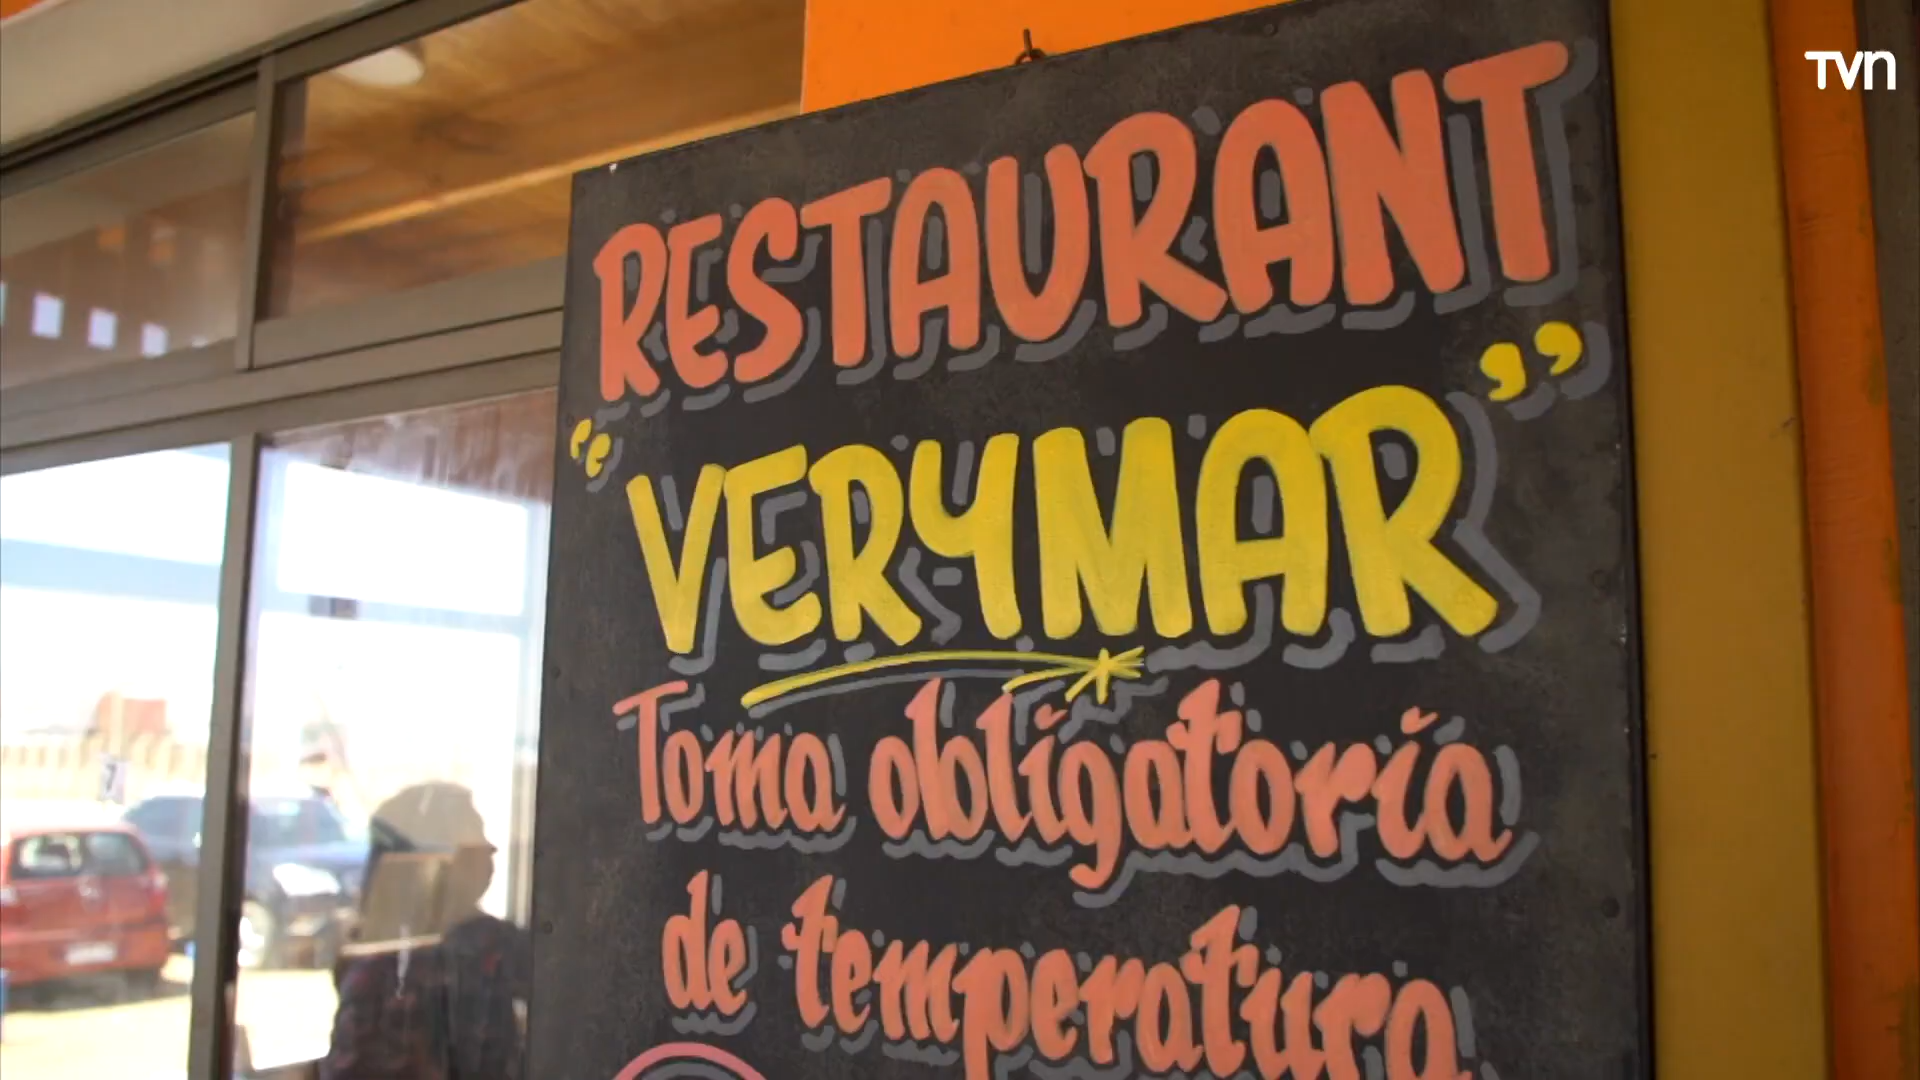 TVN
RESTAURANT
“VERYMAR”
Toma obligatoria
de temperatura